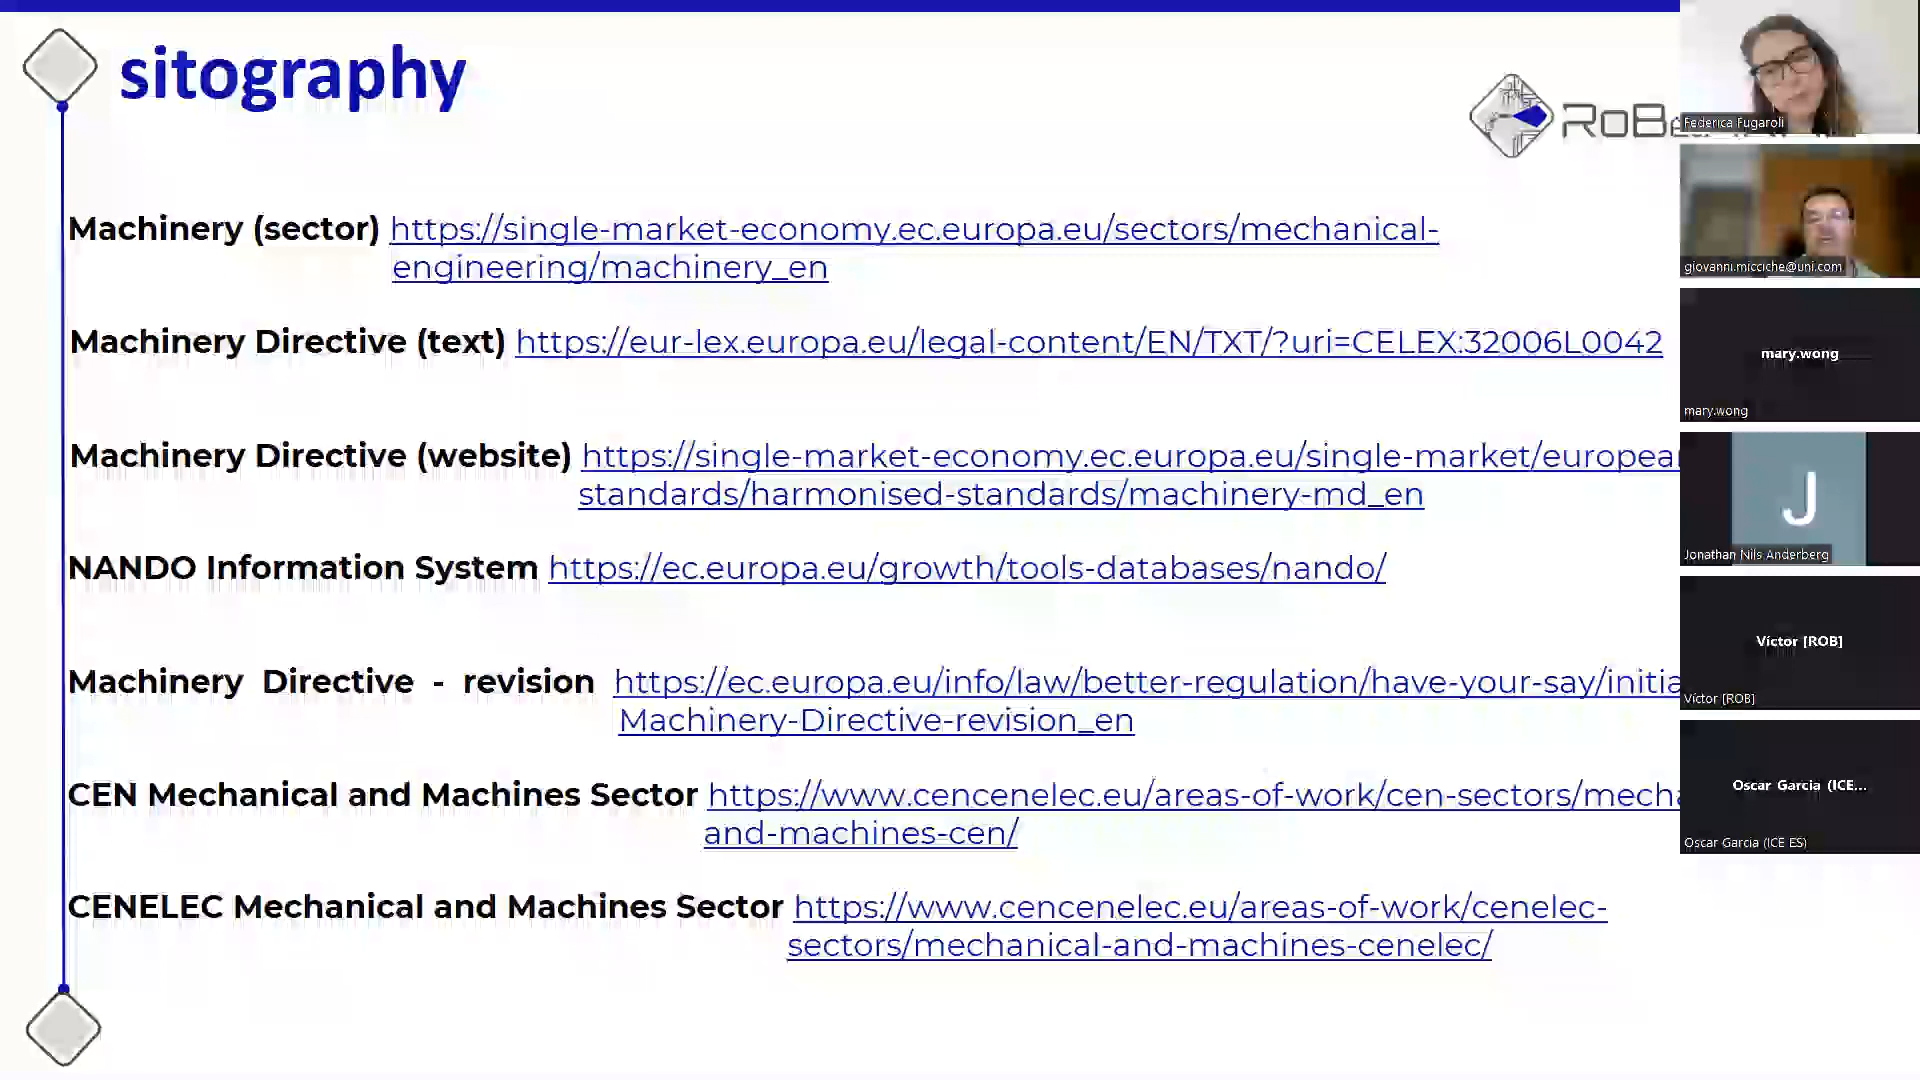 sitography
RoBé
Machinery (sector) https://single-market-economy.ec.europa.eu/sectors/mechanical-
engineering/machinery_en
Machinery Directive (text) https://eur-lex.europa.eu/legal-content/EN/TXT/?uri=CELEX:32006L0042
Machinery Directive (website) https://single-market-economy.ec.europa.eu/single-market/europea
standards/harmonised-standards/machinery-md_en
NANDO Information System https://ec.europa.eu/growth/tools-databases/nando/
Machinery Directive - revision https://ec.europa.eu/info/law/better-regulation/have-your-say/initia
Machinery-Directive-revision_en
CEN Mechanical and Machines Sector https://www.cencenelec.eu/areas-of-work/cen-sectors/mecha
and-machines-cen/
CENELEC Mechanical and Machines Sector https://www.cencenelec.eu/areas-of-work/cenelec-
sectors/mechanical-and-machines-cenelec/
Federica Fugaroli
giovanni.micciche@uni.com
mary.wong
mary.wong
J
Jonathan Nils Anderberg
Víctor [ROB]
Víctor [ROB]
Oscar Garcia (ICE...
Oscar Garcia (ICE ES)